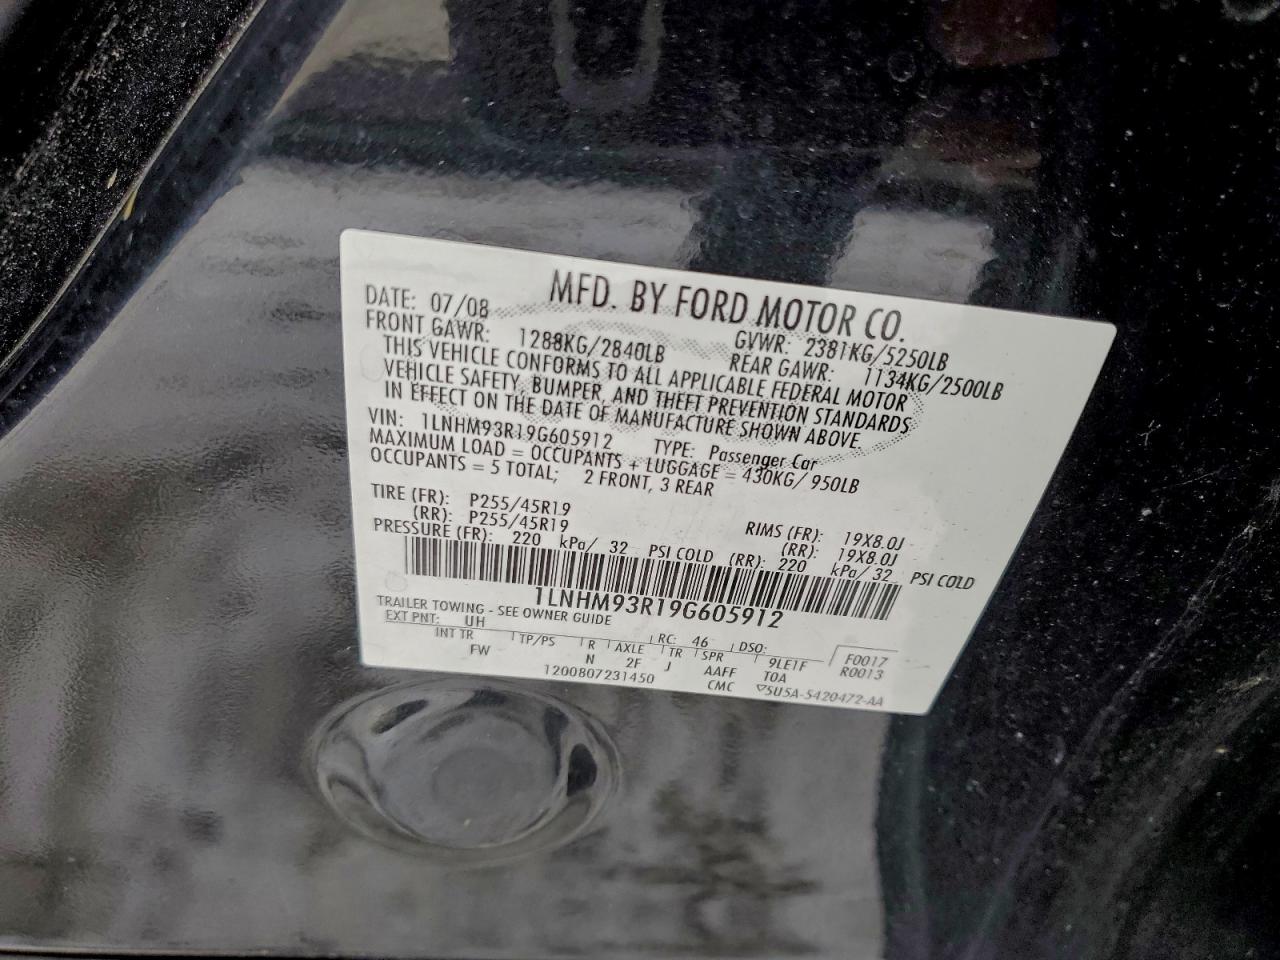 MFD. BY FORD MOTOR CO.
DATE: 07/08 GVWR: 2381KG/5250LB
FRONT GAWR: 1288KG/2840LB REAR GAWR: 1134KG/2500LB
THIS VEHICLE CONFORMS TO ALL APPLICABLE FEDERAL MOTOR
VEHICLE SAFETY, BUMPER, AND THEFT PREVENTION STANDARDS
IN EFFECT ON THE DATE OF MANUFACTURE SHOWN ABOVE.
VIN: 1LNHM93R19G605912 TYPE: Passenger Car
MAXIMUM LOAD = OCCUPANTS + LUGGAGE = 430KG/ 950LB
OCCUPANTS = 5 TOTAL; 2 FRONT, 3 REAR
TIRE (FR): P255/45R19 RIMS (FR): 19X8.0J
(RR): P255/45R19 (RR): 19X8.0J
PRESSURE (FR): 220 kPa/ 32 PSI COLD (RR): 220 kPa/ 32 PSI COLD
1LNHM93R19G605912
TRAILER TOWING - SEE OWNER GUIDE
EXT PNT: UH RC: 46 DSO: F0017
INT TR TP/PS R AXLE TR SPR 9LE1F R0013
FW N 2F J AAFF TOA
1200807231450 CMC ▽5U5A-5420472-AA